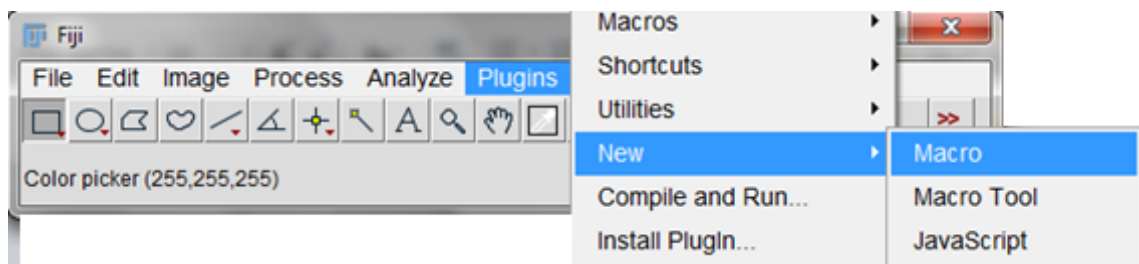 Fiji
File Edit Image Process Analyze Plugins
A
>>
Color picker (255,255,255)
Macros
Shortcuts
Utilities
New
Compile and Run...
Install PlugIn...
Macro
Macro Tool
JavaScript